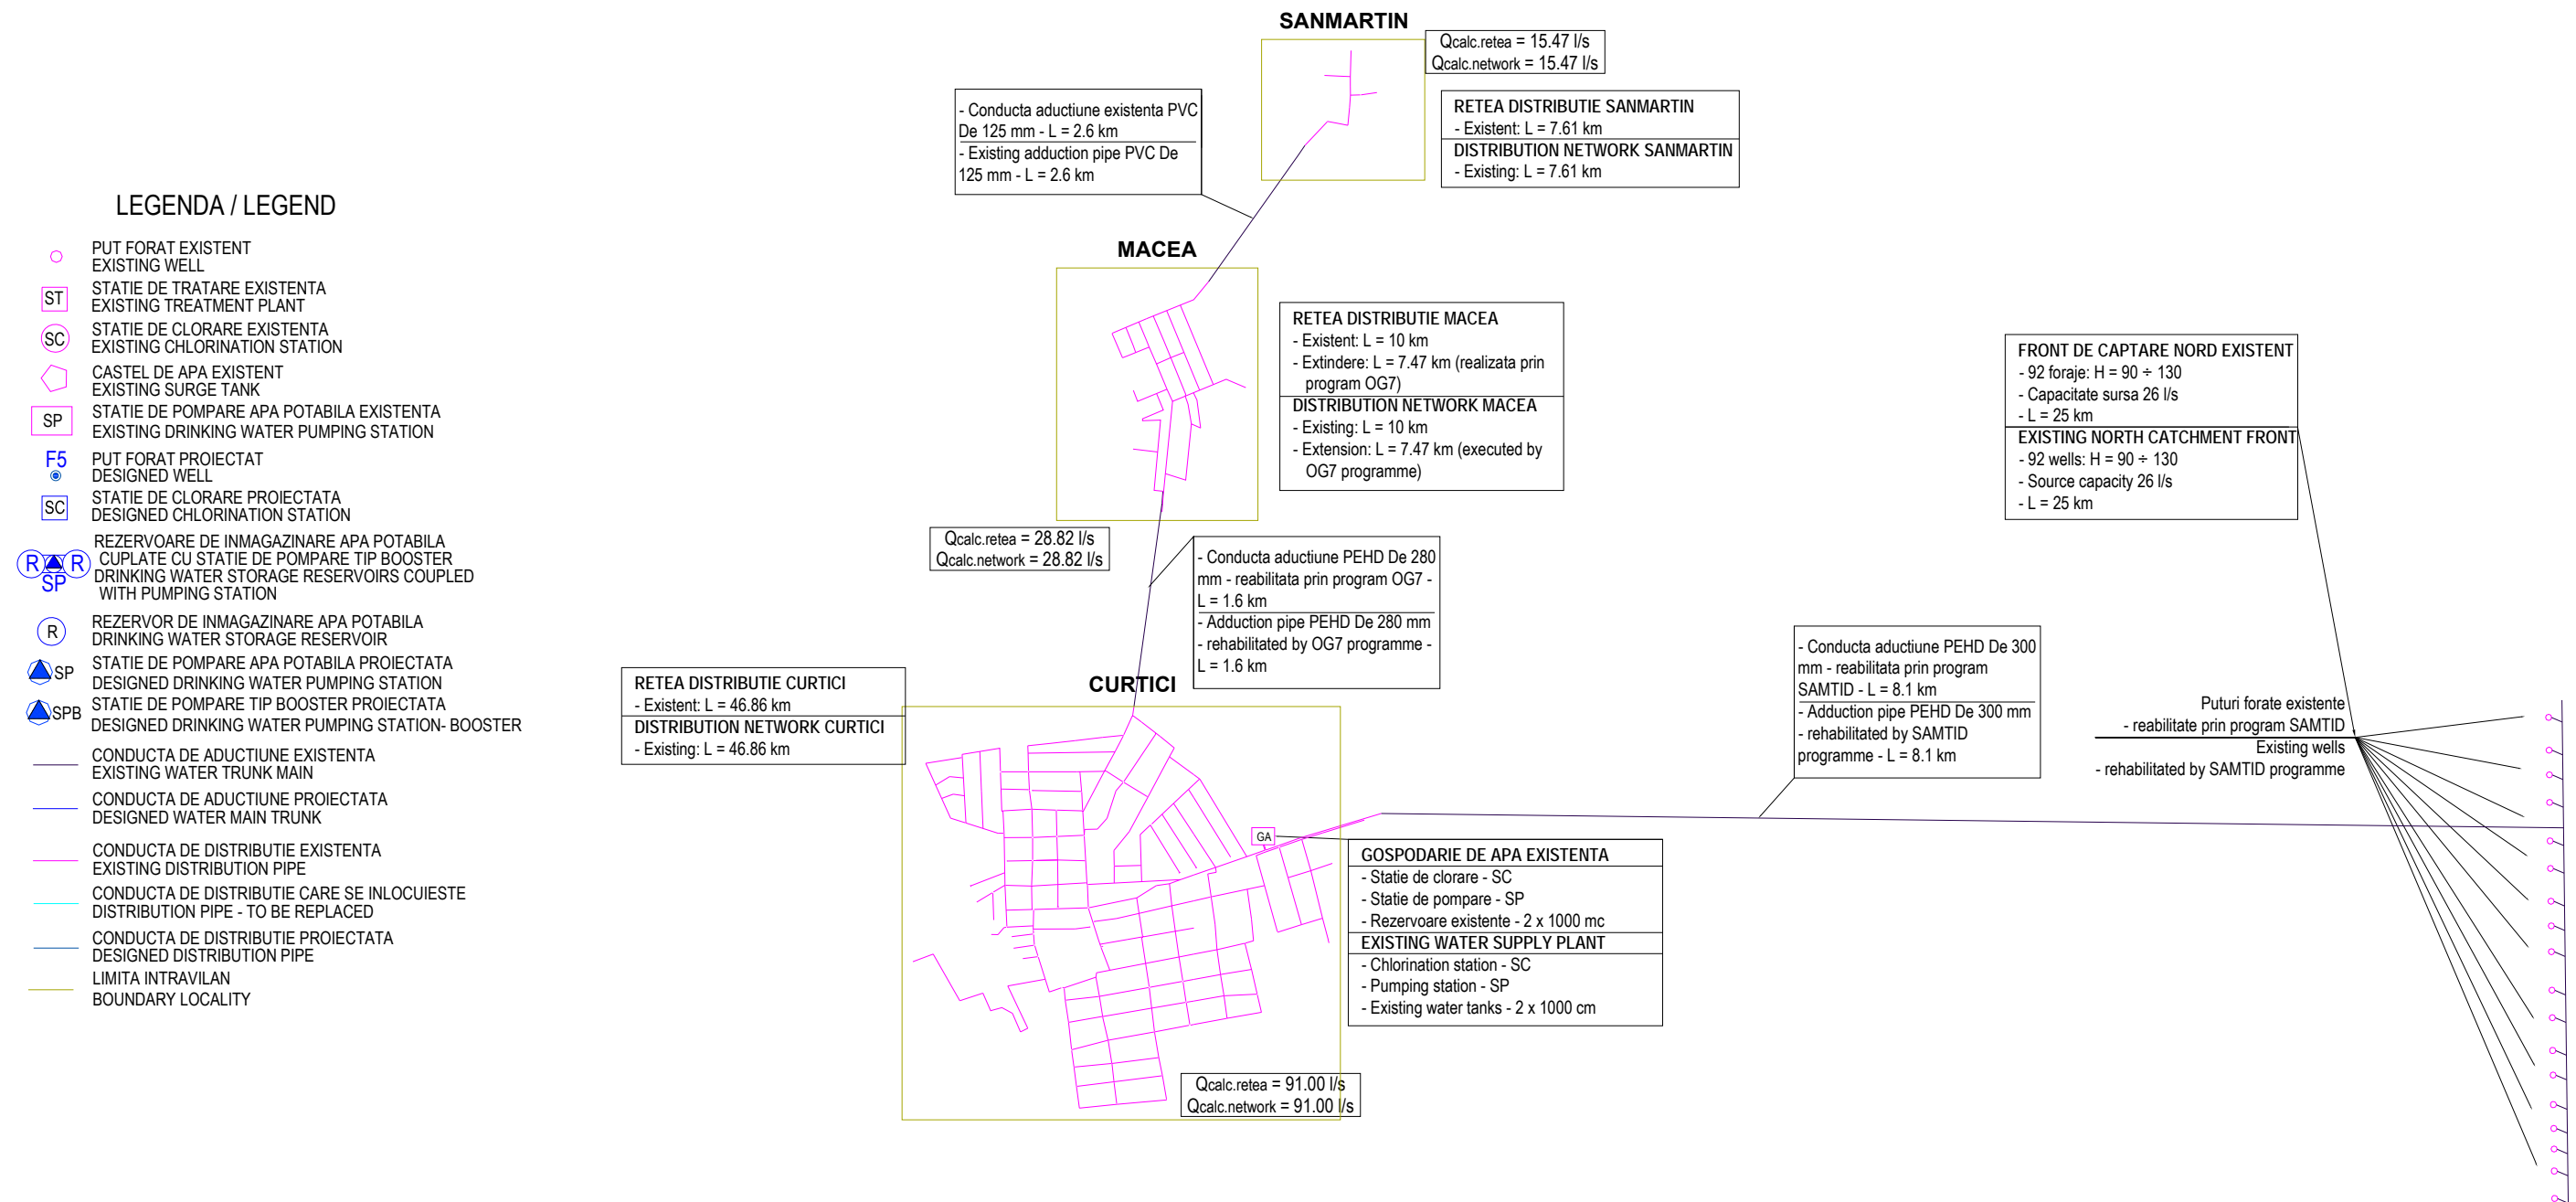 SANMARTIN
Qcalc.retea = 15.47 l/s
Qcalc.network = 15.47 l/s
- Conducta aductiune existenta PVC
De 125 mm - L = 2.6 km
- Existing adduction pipe PVC De
125 mm - L = 2.6 km
RETEA DISTRIBUTIE SANMARTIN
- Existent: L = 7.61 km
DISTRIBUTION NETWORK SANMARTIN
- Existing: L = 7.61 km
LEGENDA / LEGEND
PUT FORAT EXISTENT
EXISTING WELL
ST
STATIE DE TRATARE EXISTENTA
EXISTING TREATMENT PLANT
SC
STATIE DE CLORARE EXISTENTA
EXISTING CHLORINATION STATION
CASTEL DE APA EXISTENT
EXISTING SURGE TANK
SP
STATIE DE POMPARE APA POTABILA EXISTENTA
EXISTING DRINKING WATER PUMPING STATION
F5
PUT FORAT PROIECTAT
DESIGNED WELL
SC
STATIE DE CLORARE PROIECTATA
DESIGNED CHLORINATION STATION
R R
SP
REZERVOARE DE INMAGAZINARE APA POTABILA
CUPLATE CU STATIE DE POMPARE TIP BOOSTER
DRINKING WATER STORAGE RESERVOIRS COUPLED
WITH PUMPING STATION
R
REZERVOR DE INMAGAZINARE APA POTABILA
DRINKING WATER STORAGE RESERVOIR
SP
STATIE DE POMPARE APA POTABILA PROIECTATA
DESIGNED DRINKING WATER PUMPING STATION
SPB
STATIE DE POMPARE TIP BOOSTER PROIECTATA
DESIGNED DRINKING WATER PUMPING STATION- BOOSTER
CONDUCTA DE ADUCTIUNE EXISTENTA
EXISTING WATER TRUNK MAIN
CONDUCTA DE ADUCTIUNE PROIECTATA
DESIGNED WATER MAIN TRUNK
CONDUCTA DE DISTRIBUTIE EXISTENTA
EXISTING DISTRIBUTION PIPE
CONDUCTA DE DISTRIBUTIE CARE SE INLOCUIESTE
DISTRIBUTION PIPE - TO BE REPLACED
CONDUCTA DE DISTRIBUTIE PROIECTATA
DESIGNED DISTRIBUTION PIPE
LIMITA INTRAVILAN
BOUNDARY LOCALITY
MACEA
RETEA DISTRIBUTIE MACEA
- Existent: L = 10 km
- Extindere: L = 7.47 km (realizata prin
program OG7)
DISTRIBUTION NETWORK MACEA
- Existing: L = 10 km
- Extension: L = 7.47 km (executed by
OG7 programme)
Qcalc.retea = 28.82 l/s
Qcalc.network = 28.82 l/s
- Conducta aductiune PEHD De 280
mm - reabilitata prin program OG7 -
L = 1.6 km
- Adduction pipe PEHD De 280 mm
- rehabilitated by OG7 programme -
L = 1.6 km
FRONT DE CAPTARE NORD EXISTENT
- 92 foraje: H = 90 ÷ 130
- Capacitate sursa 26 l/s
- L = 25 km
EXISTING NORTH CATCHMENT FRONT
- 92 wells: H = 90 ÷ 130
- Source capacity 26 l/s
- L = 25 km
RETEA DISTRIBUTIE CURTICI
- Existent: L = 46.86 km
DISTRIBUTION NETWORK CURTICI
- Existing: L = 46.86 km
CURTICI
- Conducta aductiune PEHD De 300
mm - reabilitata prin program
SAMTID - L = 8.1 km
- Adduction pipe PEHD De 300 mm
- rehabilitated by SAMTID
programme - L = 8.1 km
Puturi forate existente
- reabilitate prin program SAMTID
Existing wells
- rehabilitated by SAMTID programme
GA
GOSPODARIE DE APA EXISTENTA
- Statie de clorare - SC
- Statie de pompare - SP
- Rezervoare existente - 2 x 1000 mc
EXISTING WATER SUPPLY PLANT
- Chlorination station - SC
- Pumping station - SP
- Existing water tanks - 2 x 1000 cm
Qcalc.retea = 91.00 l/s
Qcalc.network = 91.00 l/s